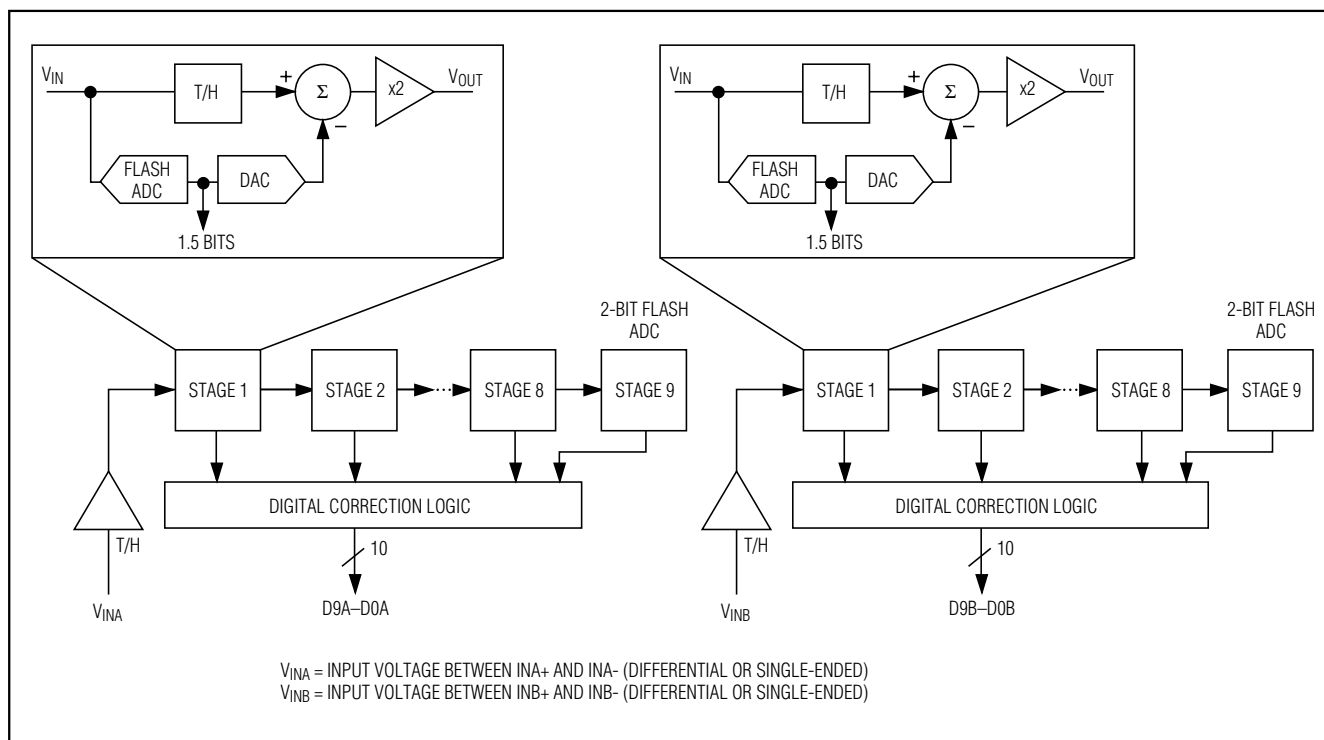 V_IN
T/H
+
Σ
−
x2
V_OUT
FLASH
ADC
DAC
1.5 BITS
2-BIT FLASH
ADC
STAGE 1
STAGE 2
STAGE 8
STAGE 9
DIGITAL CORRECTION LOGIC
T/H
10
V_INA
D9A–D0A
V_IN
T/H
+
Σ
−
x2
V_OUT
FLASH
ADC
DAC
1.5 BITS
2-BIT FLASH
ADC
STAGE 1
STAGE 2
STAGE 8
STAGE 9
DIGITAL CORRECTION LOGIC
T/H
10
V_INB
D9B–D0B
V_INA = INPUT VOLTAGE BETWEEN INA+ AND INA- (DIFFERENTIAL OR SINGLE-ENDED)
V_INB = INPUT VOLTAGE BETWEEN INB+ AND INB- (DIFFERENTIAL OR SINGLE-ENDED)